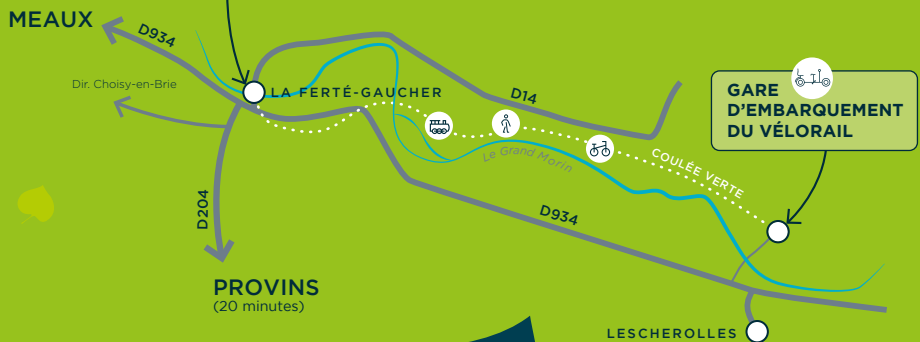 MEAUX
D934
Dir. Choisy-en-Brie
LA FERTÉ-GAUCHER
D14
GARE
D'EMBARQUEMENT
DU VÉLORAIL
Le Grand Morin
COULÉE VERTE
D204
D934
PROVINS
(20 minutes)
LESCHEROLLES